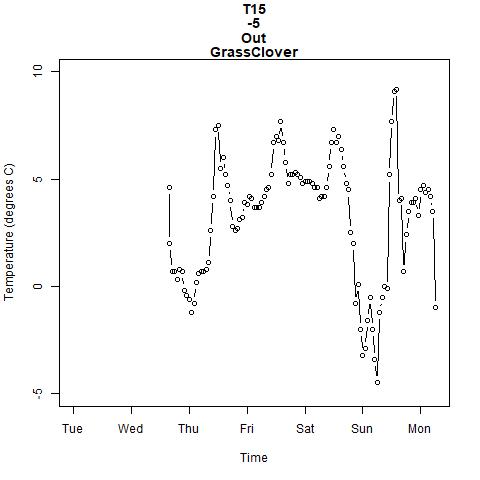 T15
-5
Out
GrassClover
Temperature (degrees C)
10
5
0
-5
Tue Wed Thu Fri Sat Sun Mon
Time